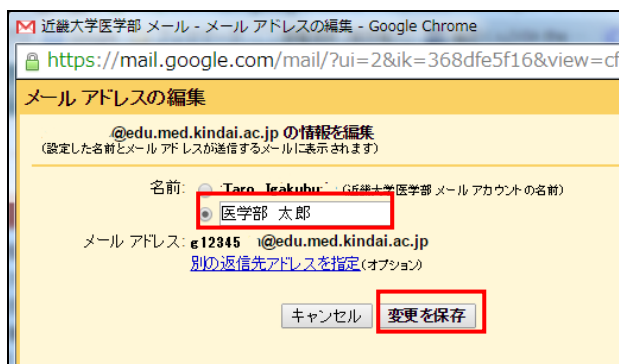 近畿大学医学部 メール - メール アドレスの編集 - Google Chrome
https://mail.google.com/mail/?ui=2&ik=368dfe5f16&view=cf
メール アドレスの編集
@edu.med.kindai.ac.jp の情報を編集
(設定した名前とメール アドレスが送信するメールに表示されます)
名前: Taro Igakubu (近畿大学医学部 メール アカウントの名前)
医学部 太郎
メール アドレス: g12345 @edu.med.kindai.ac.jp
別の返信先アドレスを指定(オプション)
キャンセル 変更を保存